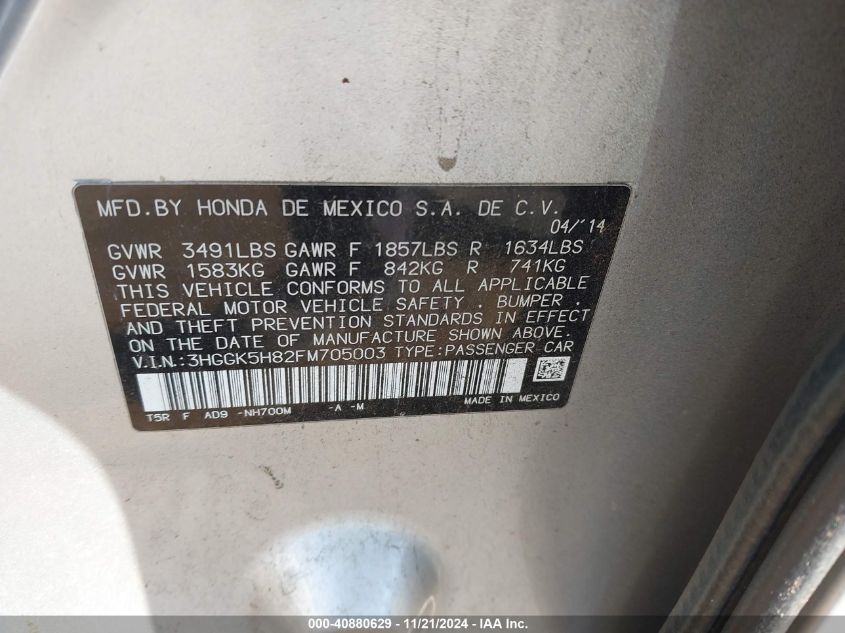 MFD.BY HONDA DE MEXICO S.A. DE C.V.
04/'14
GVWR 3491LBS GAWR F 1857LBS R 1634LBS
GVWR 1583KG GAWR F 842KG R 741KG
THIS VEHICLE CONFORMS TO ALL APPLICABLE
FEDERAL MOTOR VEHICLE SAFETY , BUMPER ,
AND THEFT PREVENTION STANDARDS IN EFFECT
ON THE DATE OF MANUFACTURE SHOWN ABOVE.
V.I.N.:3HGGK5H82FM705003 TYPE:PASSENGER CAR
T5R F AD9 -NH700M -A -M MADE IN MEXICO
000-40880629 - 11/21/2024 - IAA Inc.